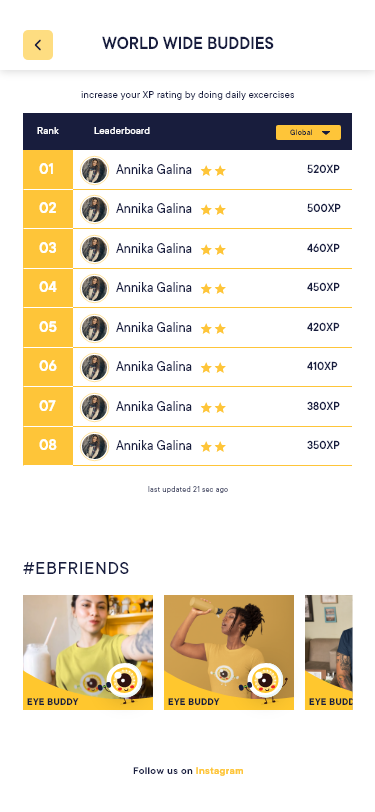 WORLD WIDE BUDDIES
increase your XP rating by doing daily excercises
Rank Leaderboard Global
01 Annika Galina 520XP
02 Annika Galina 500XP
03 Annika Galina 460XP
04 Annika Galina 450XP
05 Annika Galina 420XP
06 Annika Galina 410XP
07 Annika Galina 380XP
08 Annika Galina 350XP
last updated 21 sec ago
#EBFRIENDS
EYE BUDDY EYE BUDDY EYE BUDD
Follow us on Instagram